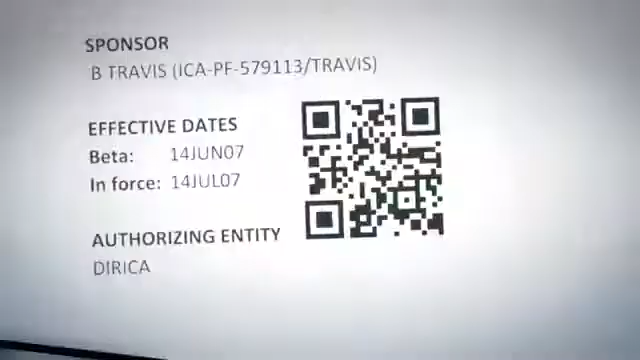 SPONSOR
B TRAVIS (ICA-PF-579113/TRAVIS)
EFFECTIVE DATES
Beta: 14JUN07
In force: 14JUL07
AUTHORIZING ENTITY
DIRICA